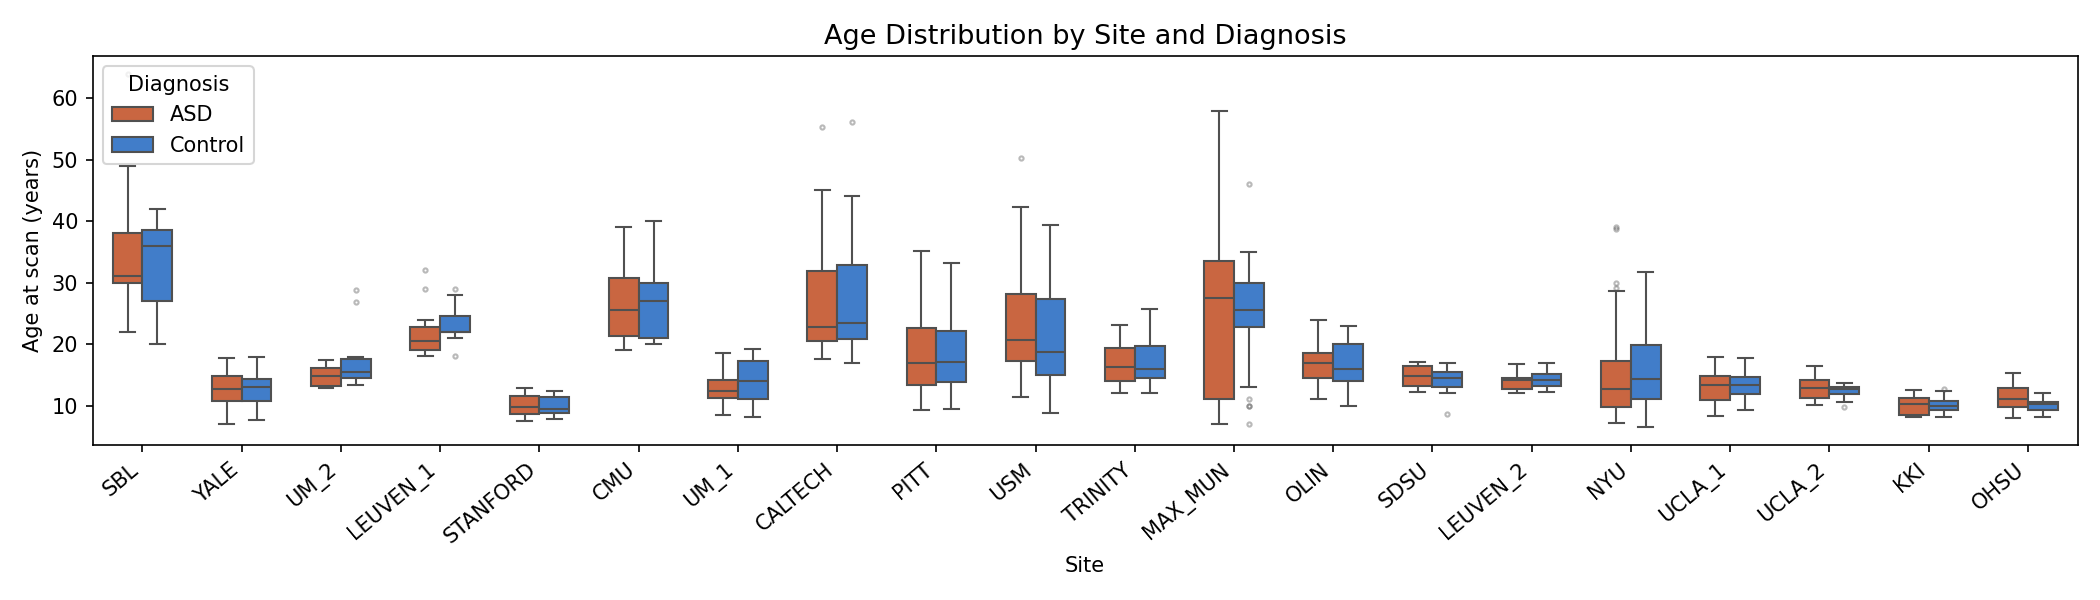 Age Distribution by Site and Diagnosis
Diagnosis
ASD
Control
Age at scan (years)
60
50
40
30
20
10
SBL
YALE
UM_2
LEUVEN_1
STANFORD
CMU
UM_1
CALTECH
PITT
USM
TRINITY
MAX_MUN
OLIN
SDSU
LEUVEN_2
NYU
UCLA_1
UCLA_2
KKI
OHSU
Site